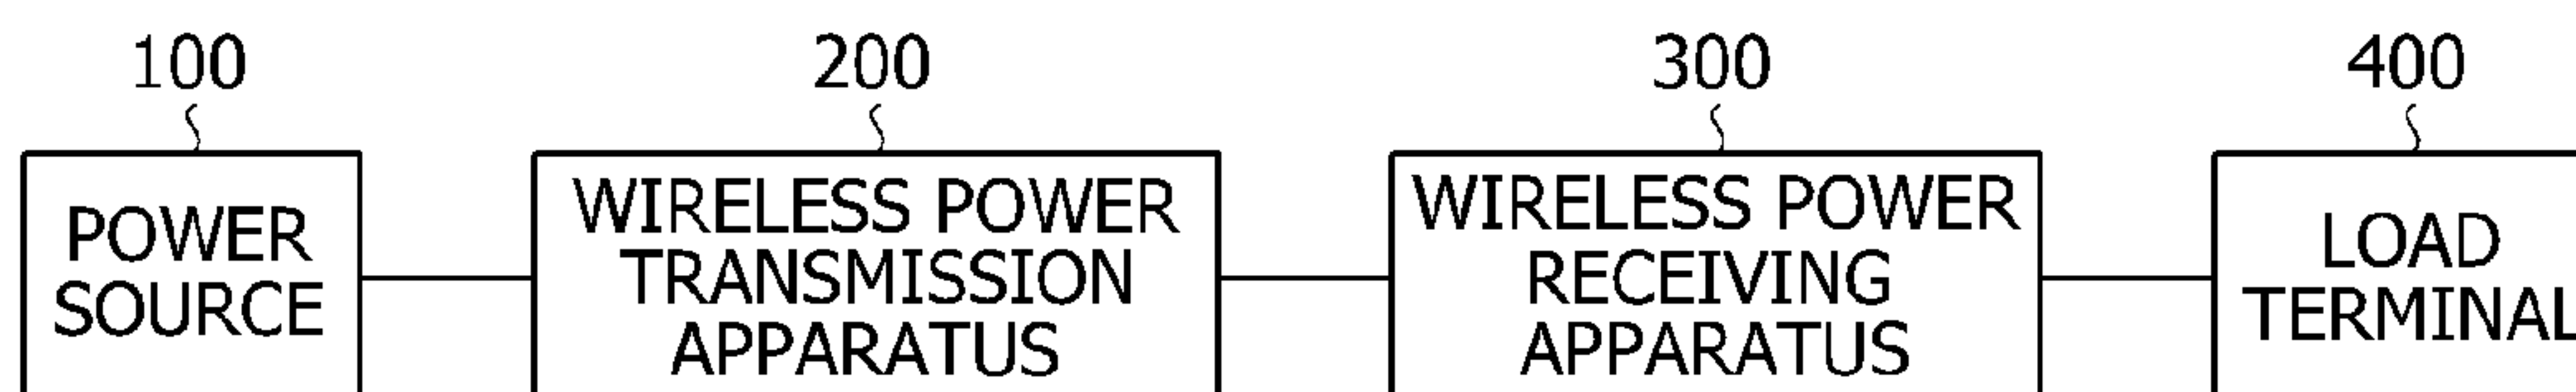 100
200
300
400
POWER
SOURCE
WIRELESS POWER
TRANSMISSION
APPARATUS
WIRELESS POWER
RECEIVING
APPARATUS
LOAD
TERMINAL